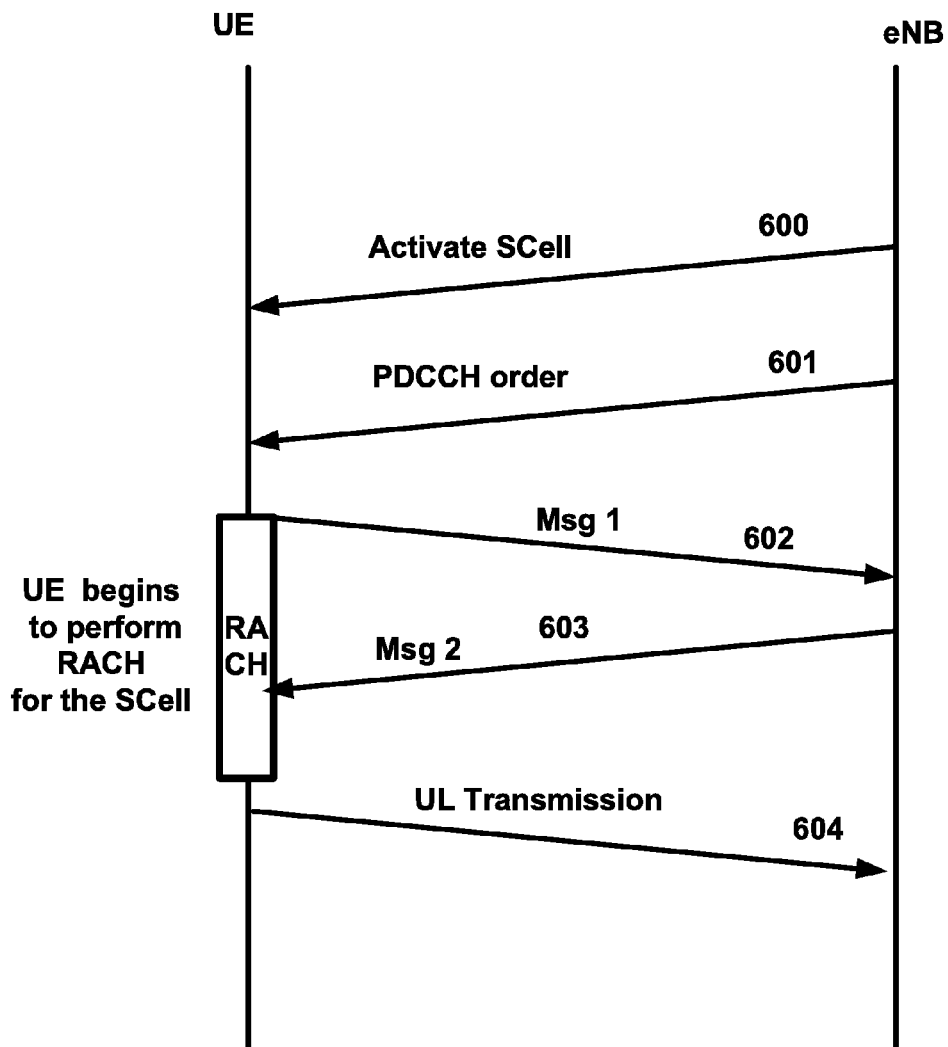 UE
eNB
600
Activate SCell
601
PDCCH order
Msg 1
602
UE begins
to perform
RACH
for the SCell
RA
CH
603
Msg 2
UL Transmission
604